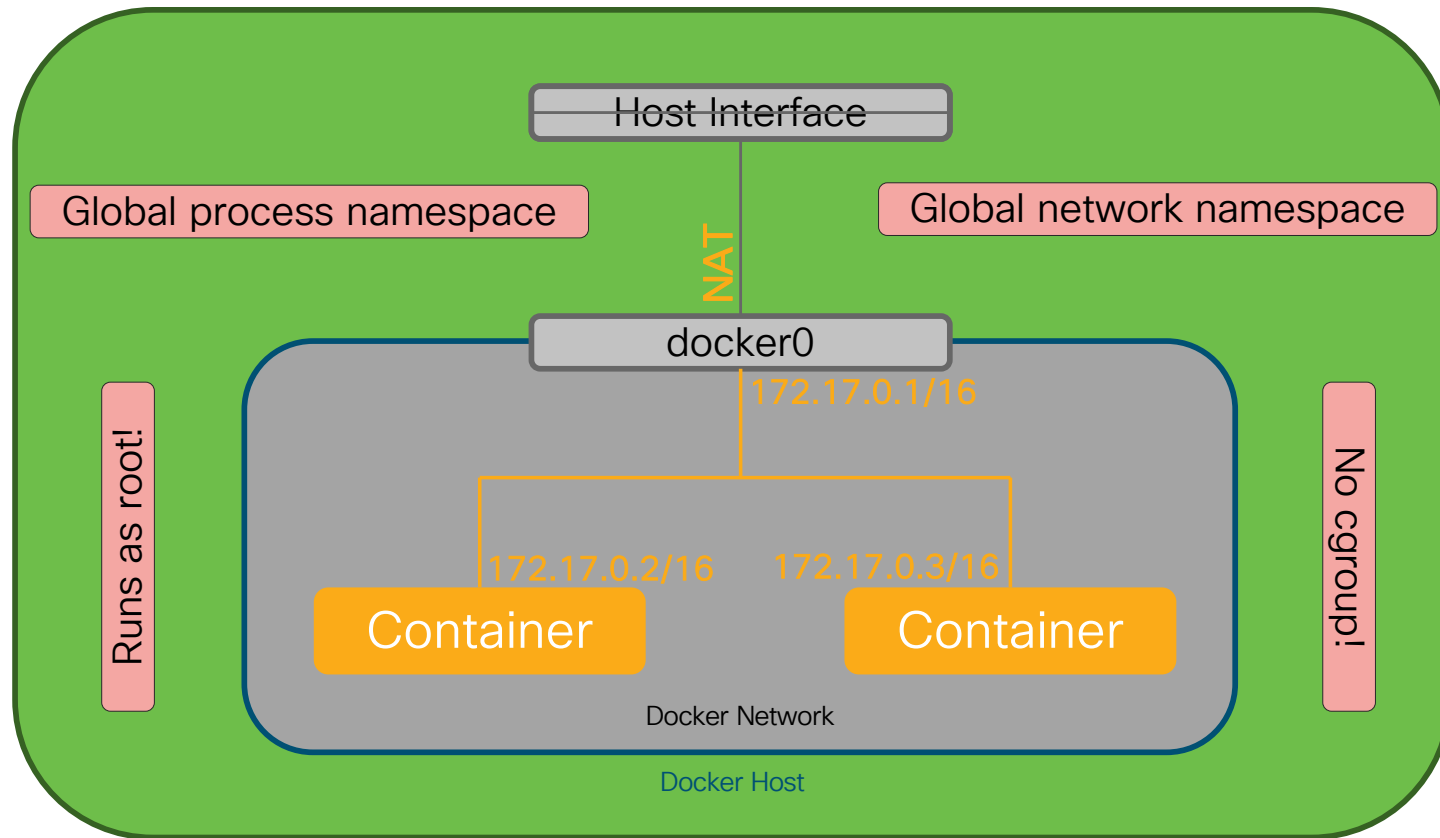 Host Interface
Global process namespace
Global network namespace
NAT
docker0
172.17.0.1/16
Runs as root!
No cgroup!
172.17.0.2/16
172.17.0.3/16
Container
Container
Docker Network
Docker Host